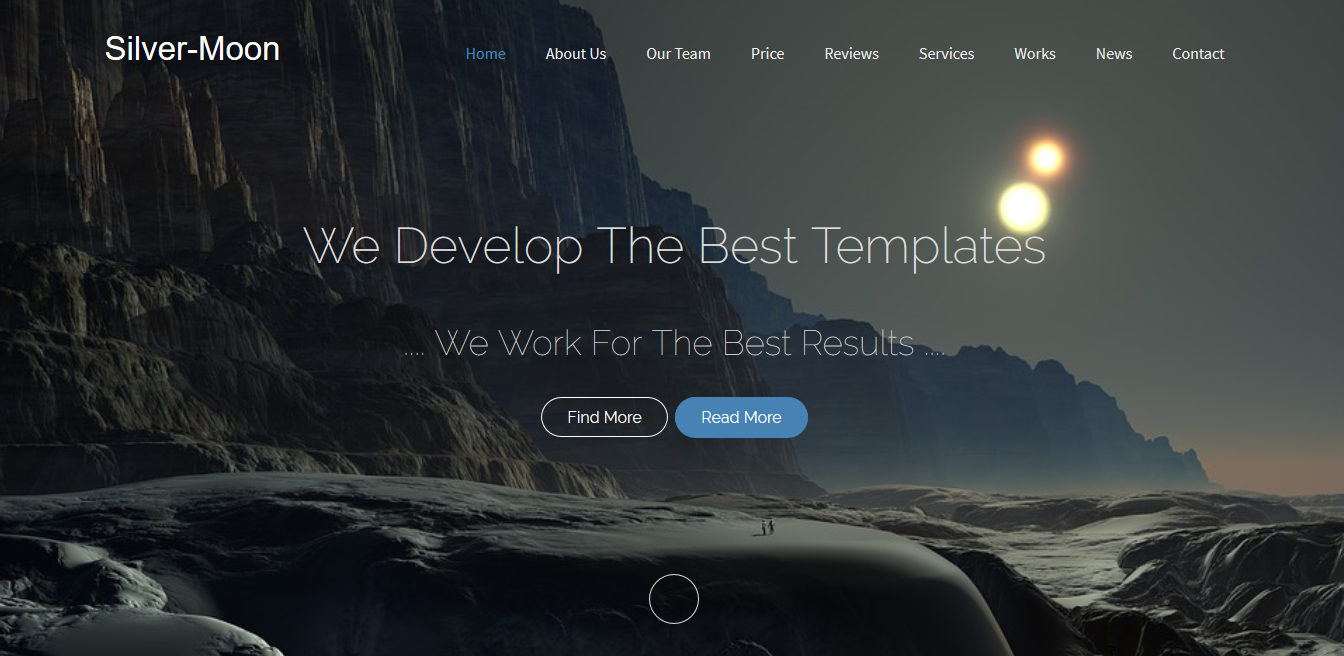 Silver-Moon
Home About Us Our Team Price Reviews Services Works News Contact
We Develop The Best Templates
.... We Work For The Best Results ....
Find More Read More